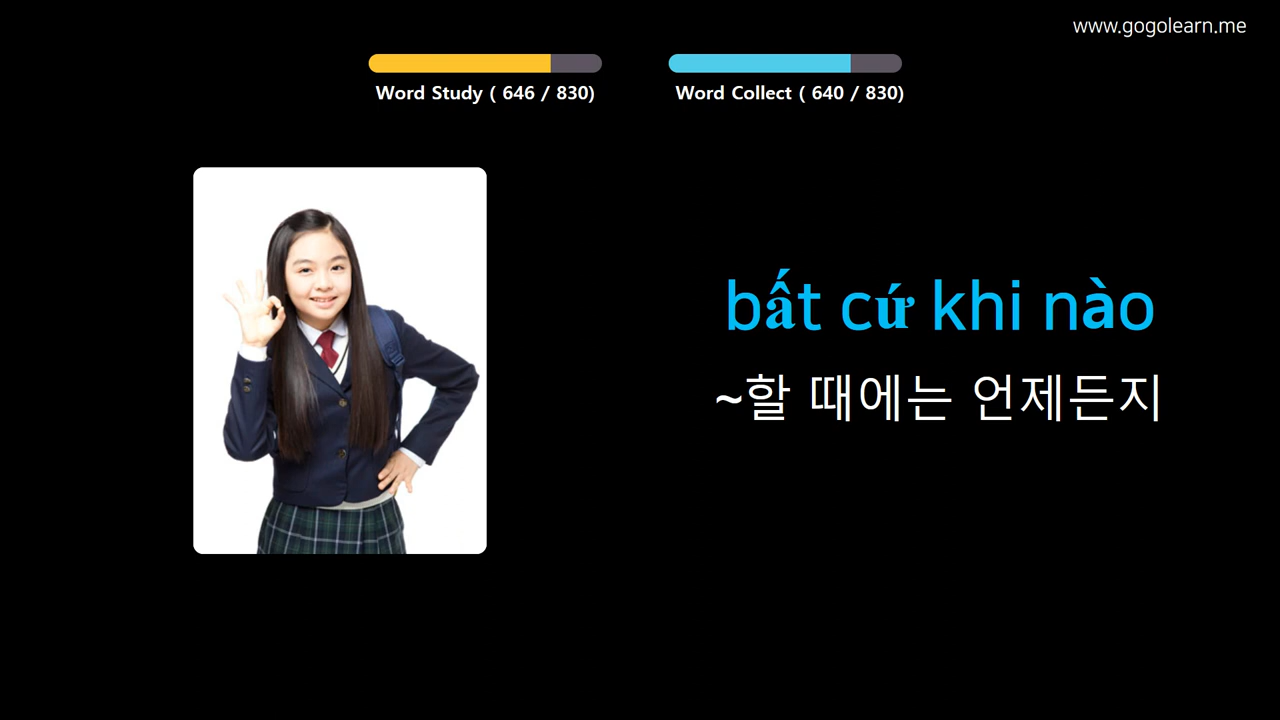 www.gogolearn.me
Word Study ( 646 / 830)
Word Collect ( 640 / 830)
bất cứ khi nào
~할 때에는 언제든지